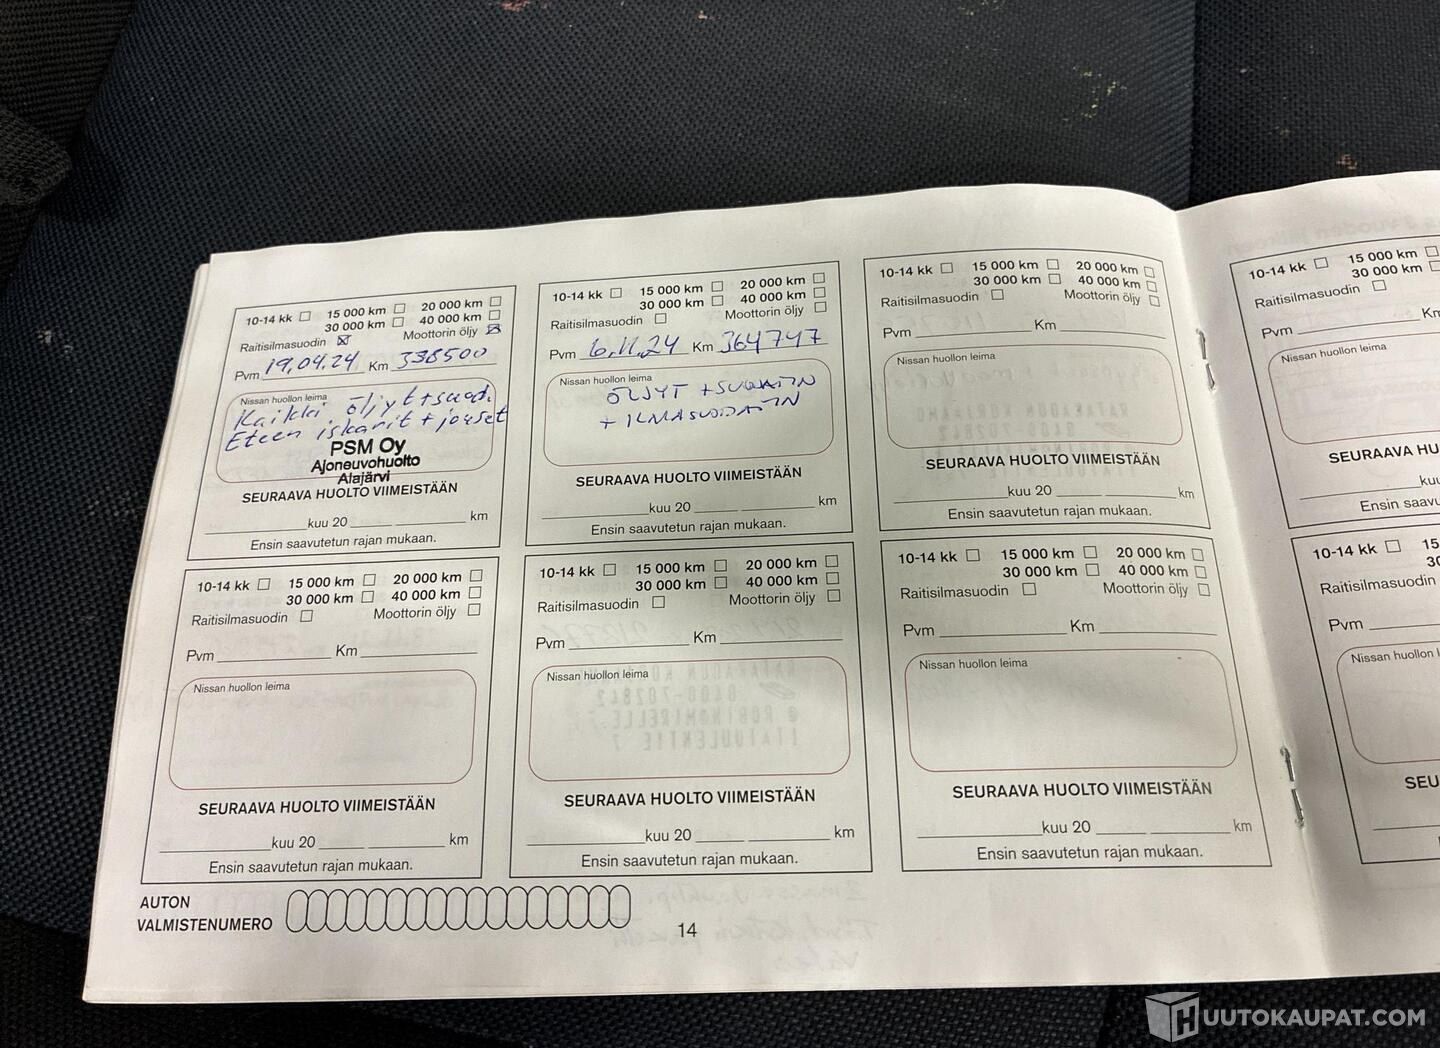 10-14 kk 15 000 km 20 000 km
30 000 km 40 000 km
Raitisilmasuodin Moottorin öljy
Pvm 19.04.24 Km 338500
Nissan huollon leima
Kaikki öljyt+suod.
Eteen iskarit + jouset
PSM Oy
Ajoneuvohuolto
Alajärvi
SEURAAVA HUOLTO VIIMEISTÄÄN
kuu 20 km
Ensin saavutetun rajan mukaan.
10-14 kk 15 000 km 20 000 km
30 000 km 40 000 km
Raitisilmasuodin Moottorin öljy
Pvm 6.11.24 Km 364747
Nissan huollon leima
ÖLJYT + SUODATIN
+ ILMASUODATIN
SEURAAVA HUOLTO VIIMEISTÄÄN
kuu 20 km
Ensin saavutetun rajan mukaan.
10-14 kk 15 000 km 20 000 km
30 000 km 40 000 km
Raitisilmasuodin Moottorin öljy
Pvm Km
Nissan huollon leima
SEURAAVA HUOLTO VIIMEISTÄÄN
kuu 20 km
Ensin saavutetun rajan mukaan.
10-14 kk 15 000 km
30 000 km
Raitisilmasuodin
Pvm
Nissan huollon leima
SEURAAVA
Ensin saavutetun
10-14 kk 15 000 km 20 000 km
30 000 km 40 000 km
Raitisilmasuodin Moottorin öljy
Pvm Km
Nissan huollon leima
SEURAAVA HUOLTO VIIMEISTÄÄN
kuu 20 km
Ensin saavutetun rajan mukaan.
10-14 kk 15 000 km 20 000 km
30 000 km 40 000 km
Raitisilmasuodin Moottorin öljy
Pvm Km
Nissan huollon leima
SEURAAVA HUOLTO VIIMEISTÄÄN
kuu 20 km
Ensin saavutetun rajan mukaan.
10-14 kk 15 000 km 20 000 km
30 000 km 40 000 km
Raitisilmasuodin Moottorin öljy
Pvm Km
Nissan huollon leima
SEURAAVA HUOLTO VIIMEISTÄÄN
kuu 20 km
Ensin saavutetun rajan mukaan.
10-14 kk 15
Raitisilmasuodin
Pvm
Nissan huollon
AUTON
VALMISTENUMERO
14
HUUTOKAUPAT.COM